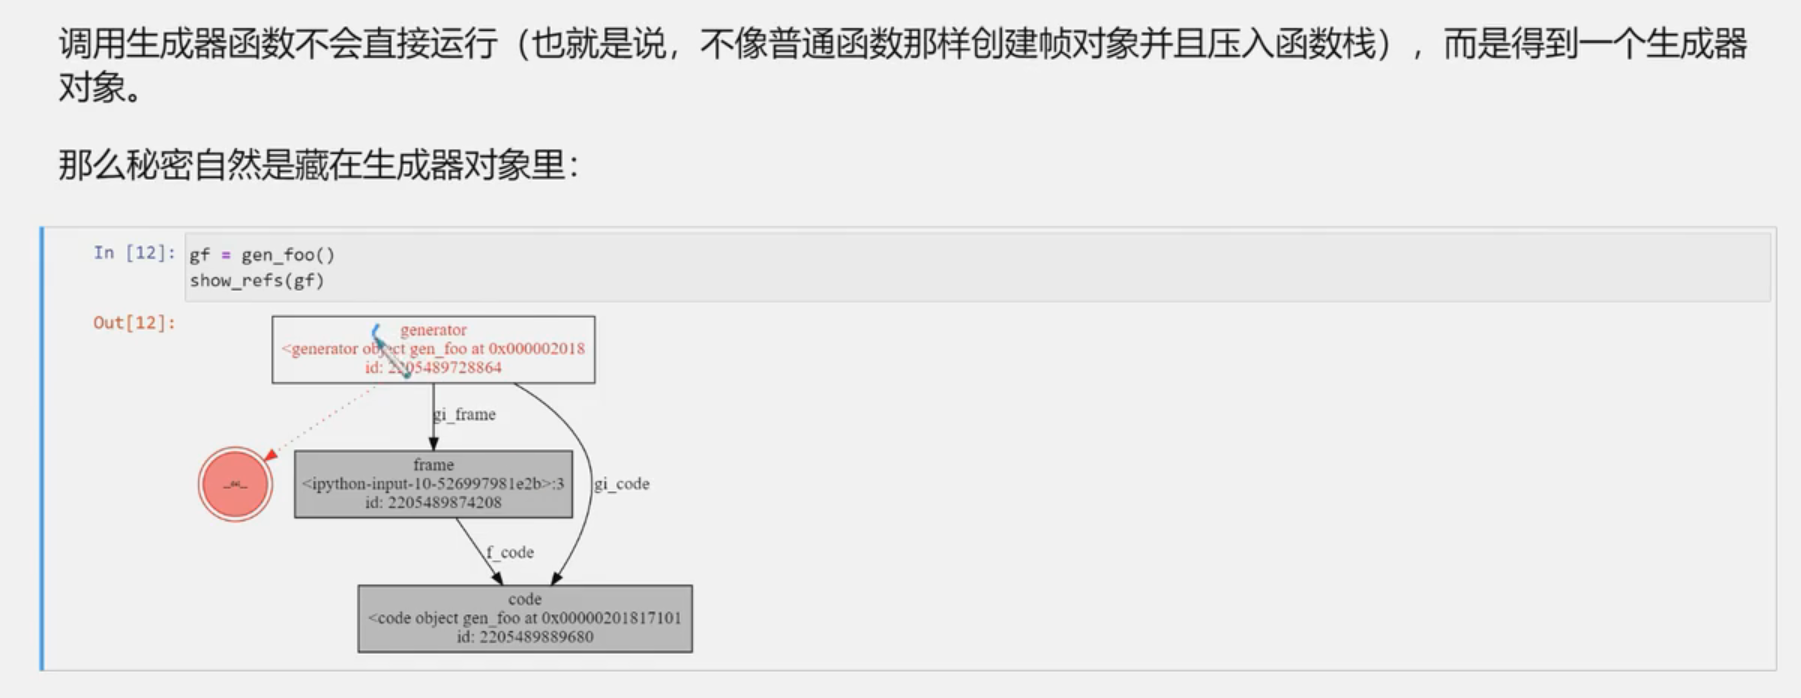 调用生成器函数不会直接运行（也就是说，不像普通函数那样创建帧对象并且压入函数栈），而是得到一个生成器
对象。
那么秘密自然是藏在生成器对象里：
In [12]: gf = gen_foo()
show_refs(gf)
Out[12]:
generator
<generator object gen_foo at 0x000002018
id: 2205489728864
gi_frame
frame
<ipython-input-10-526997981e2b>:3
id: 2205489874208
gi_code
f_code
code
<code object gen_foo at 0x00000201817101
id: 2205489889680